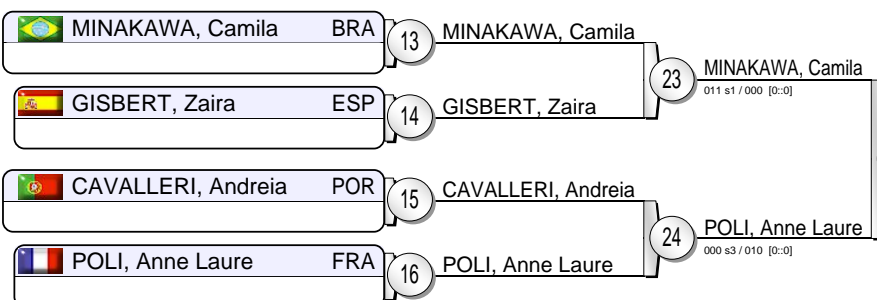 MINAKAWA, Camila BRA 13 MINAKAWA, Camila
23 MINAKAWA, Camila
011 s1 / 000 [0::0]
GISBERT, Zaira ESP 14 GISBERT, Zaira
CAVALLERI, Andreia POR 15 CAVALLERI, Andreia
24 POLI, Anne Laure
000 s3 / 010 [0::0]
POLI, Anne Laure FRA 16 POLI, Anne Laure